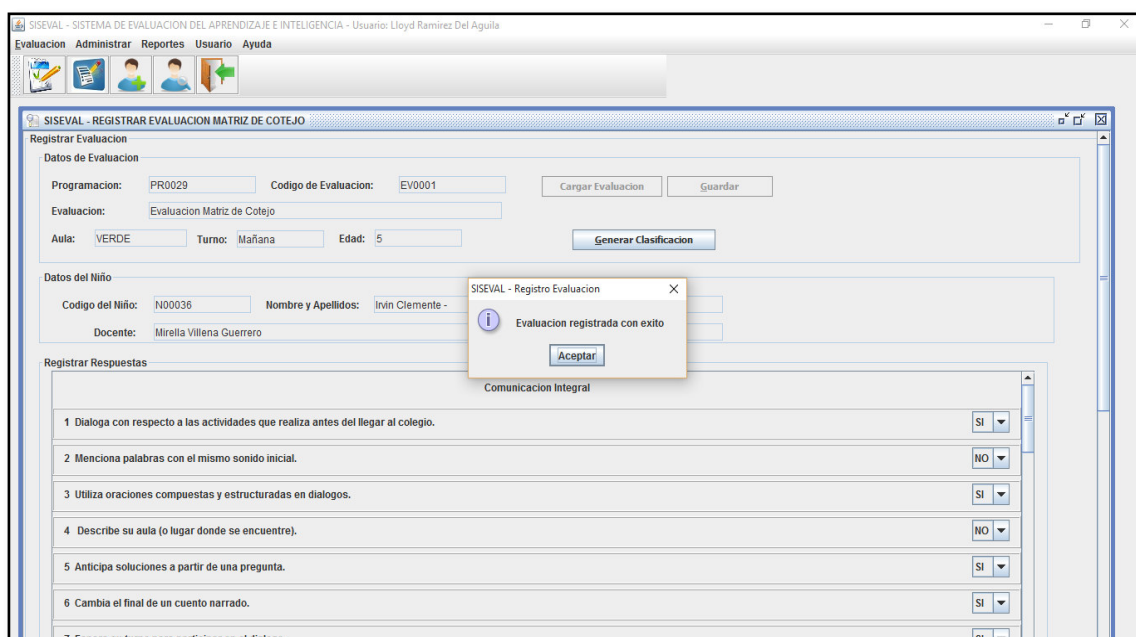 SISEVAL - SISTEMA DE EVALUACION DEL APRENDIZAJE E INTELIGENCIA - Usuario: Lloyd Ramirez Del Aguila
Evaluacion Administrar Reportes Usuario Ayuda
SISEVAL - REGISTRAR EVALUACION MATRIZ DE COTEJO
Registrar Evaluacion
Datos de Evaluacion
Programacion: PR0029 Codigo de Evaluacion: EV0001 Cargar Evaluacion Guardar
Evaluacion: Evaluacion Matriz de Cotejo
Aula: VERDE Turno: Mañana Edad: 5 Generar Clasificacion
Datos del Niño
Codigo del Niño: N00036 Nombre y Apellidos: Irvin Clemente -
Docente: Mirella Villena Guerrero
SISEVAL - Registro Evaluacion
Evaluacion registrada con exito
Aceptar
Registrar Respuestas
Comunicacion Integral
1 Dialoga con respecto a las actividades que realiza antes del llegar al colegio. SI
2 Menciona palabras con el mismo sonido inicial. NO
3 Utiliza oraciones compuestas y estructuradas en dialogos. SI
4 Describe su aula (o lugar donde se encuentre). NO
5 Anticipa soluciones a partir de una pregunta. SI
6 Cambia el final de un cuento narrado. SI